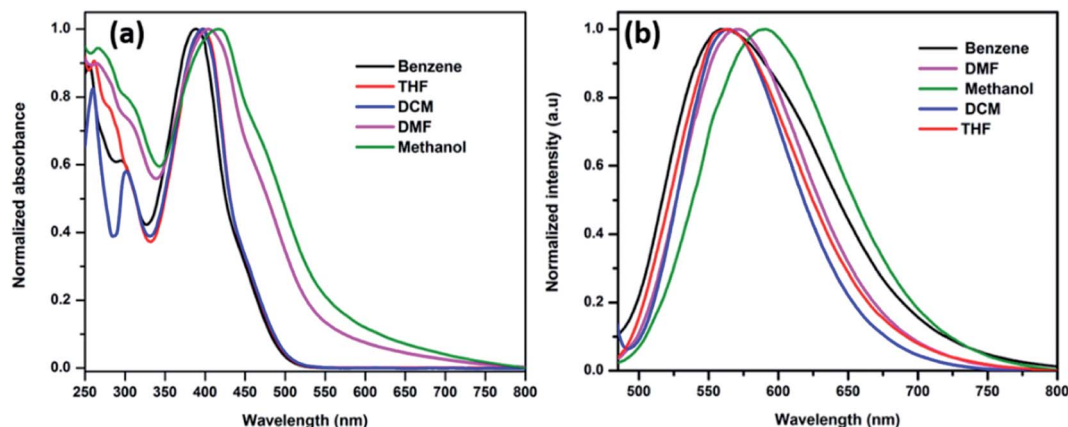 (a)
Benzene
THF
DCM
DMF
Methanol
Normalized absorbance
1.0
0.8
0.6
0.4
0.2
0.0
250 300 350 400 450 500 550 600 650 700 750 800
Wavelength (nm)
(b)
Benzene
DMF
Methanol
DCM
THF
Normalized intensity (a.u)
1.0
0.8
0.6
0.4
0.2
0.0
500 550 600 650 700 750 800
Wavelength (nm)